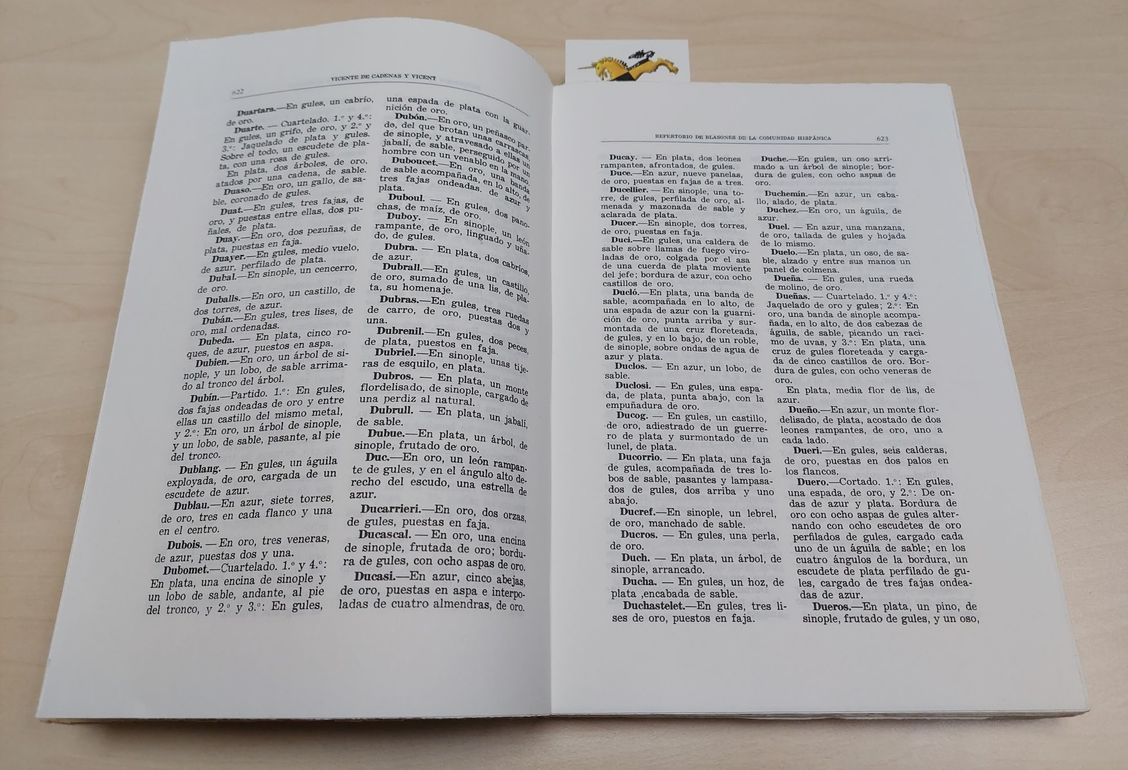 622
VICENTE DE CADENAS Y VICENT
Duartara.—En gules, un cabrío,
de oro.
Duarte. — Cuartelado. 1.º y 4.º:
En gules, un grifo, de oro, y 2.º y
3.º: Jaquelado de plata y gules.
Sobre el todo, un escudete de pla-
ta, con una rosa de gules.
En plata, dos árboles, de oro,
atados por una cadena, de sable.
Duaso.—En oro, un gallo, de sa-
ble, coronado de gules.
Duat.—En gules, tres fajas, de
oro, y puestas entre ellas, dos pu-
ñales, de plata.
Duay.—En oro, dos pezuñas, de
plata, puestas en faja.
Duayer.—En gules, medio vuelo,
de azur, perfilado de plata.
Dubal.—En sinople, un cencerro,
de oro.
Duballs.—En oro, un castillo, de
dos torres, de azur.
Dubán.—En gules, tres lises, de
oro, mal ordenadas.
Dubeda. — En plata, cinco ro-
ques, de azur, puestos en aspa.
Dubien.—En oro, un árbol de si-
nople, y un lobo, de sable arrima-
do al tronco del árbol.
Dubín.—Partido. 1.º: En gules,
dos fajas ondeadas de oro y entre
ellas un castillo del mismo metal,
y 2.º: En oro, un árbol de sinople,
y un lobo, de sable, pasante, al pie
del tronco.
Dublang. — En gules, un águila
exployada, de oro, cargada de un
escudete de azur.
Dublau.—En azur, siete torres,
de oro, tres en cada flanco y una
en el centro.
Dubois. — En oro, tres veneras,
de azur, puestas dos y una.
Dubomet.—Cuartelado. 1.º y 4.º:
En plata, una encina de sinople y
un lobo de sable, andante, al pie
del tronco, y 2.º y 3.º: En gules,
una espada de plata con la guar-
nición de oro.
Dubón.—En oro, un peñasco par-
do, del que brotan unas carrascas,
de sinople, y atravesado a ellas un
jabalí, de sable, perseguido por un
hombre con un venablo en la mano.
Duboucet.—En oro, una banda
de sable acompañada, en lo alto, de
tres fajas ondeadas, de azur y
plata.
Duboul. — En gules, dos pano-
chas, de maíz, de oro.
Duboy. — En sinople, un león
rampante, de oro, linguado y uña-
do, de gules.
Dubra. — En plata, dos cabrios,
de azur.
Dubrall.—En gules, un castillo,
de oro, sumado de una lis, de pla-
ta, su homenaje.
Dubras.—En gules, tres ruedas
de carro, de oro, puestas dos y
una.
Dubrenil.—En gules, dos peces,
de plata, puestos en faja.
Dubriel.—En sinople, unas tije-
ras de esquilo, en plata.
Dubros. — En plata, un monte
flordelisado, de sinople, cargado de
una perdiz al natural.
Dubrull. — En plata, un jabalí,
de sable.
Dubue.—En plata, un árbol, de
sinople, frutado de oro.
Duc.—En oro, un león rampan-
te de gules, y en el ángulo alto de-
recho del escudo, una estrella de
azur.
Ducarrieri.—En oro, dos orzas,
de gules, puestas en faja.
Ducascal. — En oro, una encina
de sinople, frutada de oro; bordu-
ra de gules, con ocho aspas de oro.
Ducasi.—En azur, cinco abejas,
de oro, puestas en aspa e interpo-
ladas de cuatro almendras, de oro.
REPERTORIO DE BLASONES DE LA COMUNIDAD HISPÁNICA
623
Ducay. — En plata, dos leones
rampantes, afrontados, de gules.
Duce.—En azur, nueve panelas,
de oro, puestas en fajas de a tres.
Ducellier. — En sinople, una to-
rre, de gules, perfilada de oro, al-
menada y mazonada de sable y
aclarada de plata.
Ducer.—En sinople, dos torres,
de oro, puestas en faja.
Duci.—En gules, una caldera de
sable sobre llamas de fuego viro-
ladas de oro, colgada por el asa
de una cuerda de plata moviente
del jefe; bordura de azur, con ocho
castillos de oro.
Ducló.—En plata, una banda de
sable, acompañada en lo alto, de
una espada de azur con la guarni-
ción de oro, punta arriba y sur-
montada de una cruz floreteada,
de gules, y en lo bajo, de un roble,
de sinople, sobre ondas de agua de
azur y plata.
Duclos. — En azur, un lobo, de
sable.
Duclosi. — En gules, una espa-
da, de plata, punta abajo, con la
empuñadura de oro.
Ducog. — En gules, un castillo,
de oro, adiestrado de un guerre-
ro de plata y surmontado de un
lunel, de plata.
Ducorrio. — En plata, una faja
de gules, acompañada de tres lo-
bos de sable, pasantes y lampasa-
dos de gules, dos arriba y uno
abajo.
Ducref.—En sinople, un lebrel,
de oro, manchado de sable.
Ducros. — En gules, una perla,
de oro.
Duch. — En plata, un árbol, de
sinople, arrancado.
Ducha. — En gules, un hoz, de
plata ,encabada de sable.
Duchastelet.—En gules, tres li-
ses de oro, puestos en faja.
Duche.—En gules, un oso arri-
mado a un árbol de sinople; bor-
dura de gules, con ocho aspas de
oro.
Duchemin.—En azur, un caba-
llo, alado, de plata.
Duchez.—En oro, un águila, de
azur.
Duel. — En azur, una manzana,
de oro, tallada de gules y hojada
de lo mismo.
Duelo.—En plata, un oso, de sa-
ble, alzado y entre sus manos un
panel de colmena.
Dueña. — En gules, una rueda
de molino, de oro.
Dueñas. — Cuartelado. 1.º y 4.º:
Jaquelado de oro y gules; 2.º: En
oro, una banda de sinople acompa-
ñada, en lo alto, de dos cabezas de
águila, de sable, picando un raci-
mo de uvas, y 3.º: En plata, una
cruz de gules floreteada y carga-
da de cinco castillos de oro. Bor-
dura de gules, con ocho veneras de
oro.
En plata, media flor de lis, de
azur.
Dueño.—En azur, un monte flor-
delisado, de plata, acostado de dos
leones rampantes, de oro, uno a
cada lado.
Dueri.—En gules, seis calderas,
de oro, puestas en dos palos en
los flancos.
Duero.—Cortado. 1.º: En gules,
una espada, de oro, y 2.º: De on-
das de azur y plata. Bordura de
oro con ocho aspas de gules alter-
nando con ocho escudetes de oro
perfilados de gules, cargado cada
uno de un águila de sable; en los
cuatro ángulos de la bordura, un
escudete de plata perfilado de gu-
les, cargado de tres fajas ondea-
das de azur.
Dueros.—En plata, un pino, de
sinople, frutado de gules, y un oso,